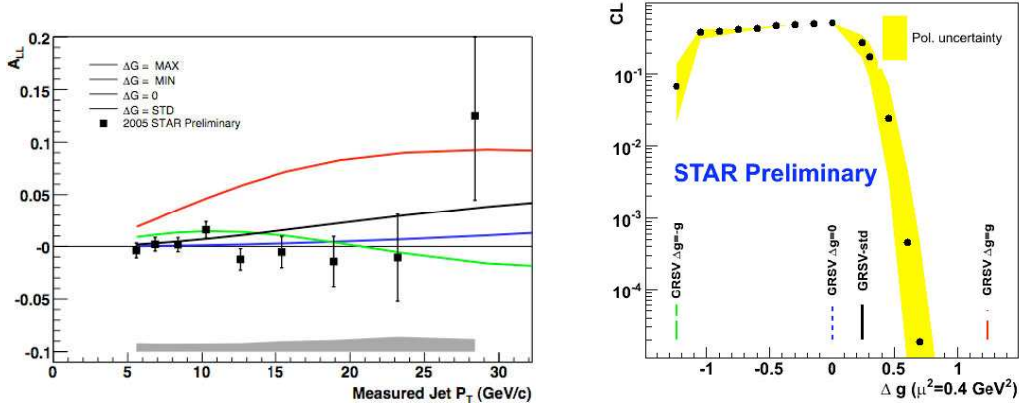 A_LL
0.2
0.15
0.1
0.05
-0
-0.05
-0.1
ΔG = MAX
ΔG = MIN
ΔG = 0
ΔG = STD
2005 STAR Preliminary
0 5 10 15 20 25 30
Measured Jet P_T (GeV/c)
CL
10^-1
10^-2
10^-3
10^-4
Pol. uncertainty
STAR Preliminary
GRSV Δg=-g
GRSV Δg=0
GRSV-std
GRSV Δg=g
-1 -0.5 0 0.5 1
Δ g (μ²=0.4 GeV²)